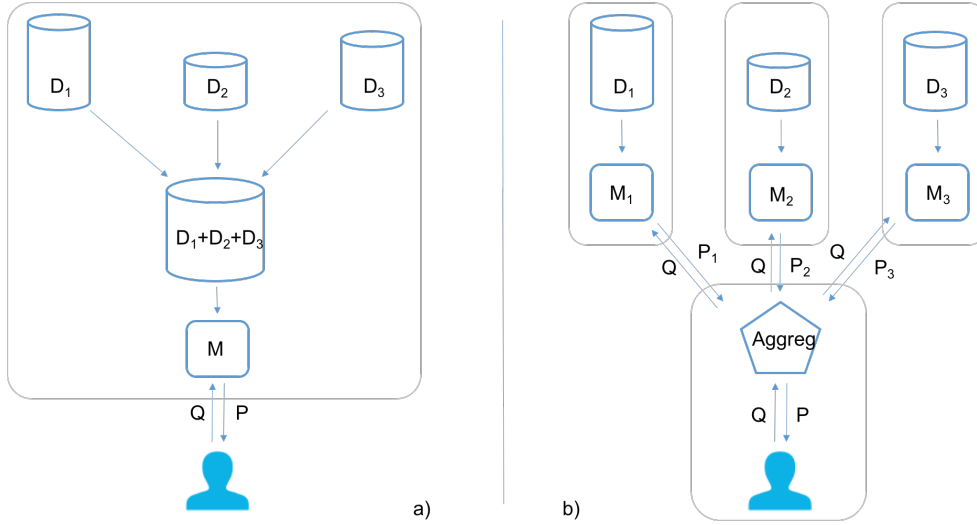 D₁
D₂
D₃
D₁+D₂+D₃
M
Q P
a)
D₁
D₂
D₃
M₁
M₂
M₃
Q P₁
Q P₂
Q P₃
Aggreg
Q P
b)